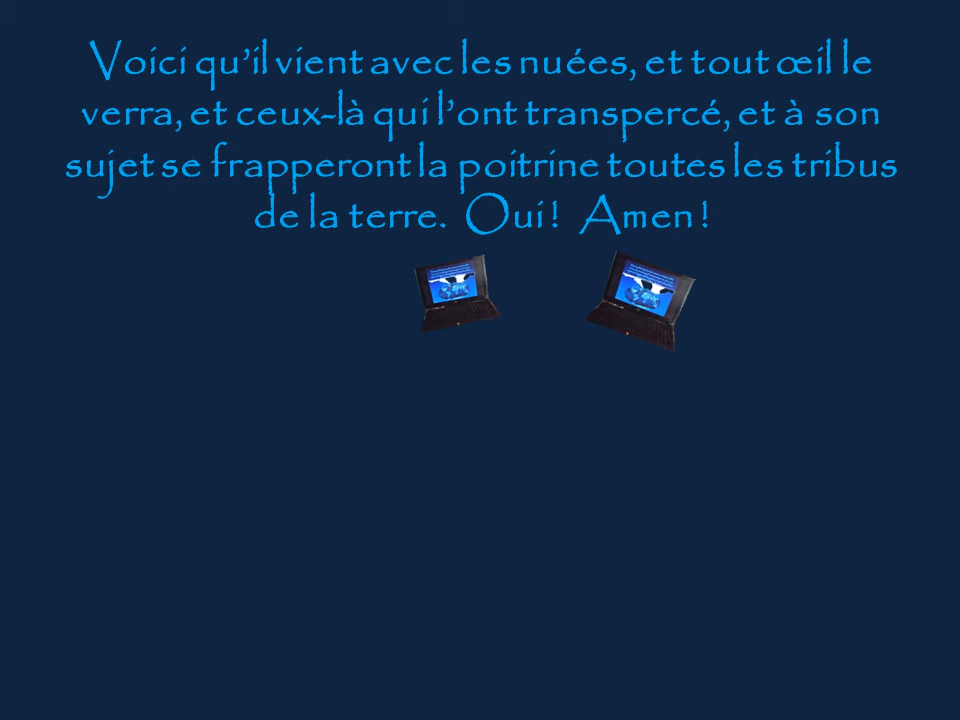 Voici qu’il vient avec les nuées, et tout œil le
verra, et ceux-là qui l’ont transpercé, et à son
sujet se frapperont la poitrine toutes les tribus
de la terre. Oui ! Amen !